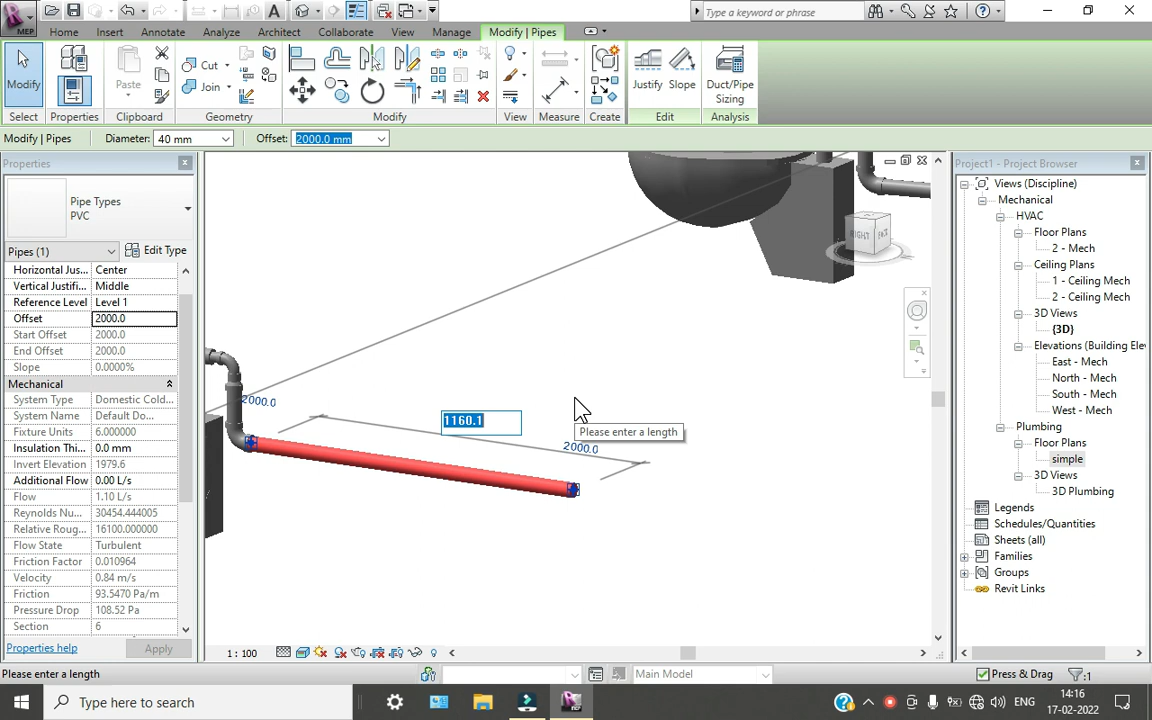 Type a keyword or phrase
MEP
Home Insert Annotate Analyze Architect Collaborate View Manage Modify | Pipes
Modify Paste Cut Join Justify Slope Duct/Pipe Sizing
Select Properties Clipboard Geometry Modify View Measure Create Edit Analysis
Modify | Pipes Diameter: 40 mm Offset: 2000.0 mm
Properties
Pipe Types
PVC
Pipes (1) Edit Type
Horizontal Jus... Center
Vertical Justifi... Middle
Reference Level Level 1
Offset 2000.0
Start Offset 2000.0
End Offset 2000.0
Slope 0.0000%
Mechanical
System Type Domestic Cold...
System Name Default Dom...
Fixture Units 6.000000
Insulation Thi... 0.0 mm
Invert Elevation 1979.6
Additional Flow 0.00 L/s
Flow 1.10 L/s
Reynolds Nu... 30454.444005
Relative Roug... 16100.000000
Flow State Turbulent
Friction Factor 0.010964
Velocity 0.84 m/s
Friction 93.5470 Pa/m
Pressure Drop 108.52 Pa
Section 6
Properties help Apply
RIGHT
2000.0
1160.1
Please enter a length
2000.0
1 : 100
Project1 - Project Browser
Views (Discipline)
Mechanical
HVAC
Floor Plans
2 - Mech
Ceiling Plans
1 - Ceiling Mech
2 - Ceiling Mech
3D Views
{3D}
Elevations (Building Ele
East - Mech
North - Mech
South - Mech
West - Mech
Plumbing
Floor Plans
simple
3D Views
3D Plumbing
Legends
Schedules/Quantities
Sheets (all)
Families
Groups
Revit Links
Please enter a length :0 Main Model Press & Drag :1
Type here to search
ENG
14:16
17-02-2022